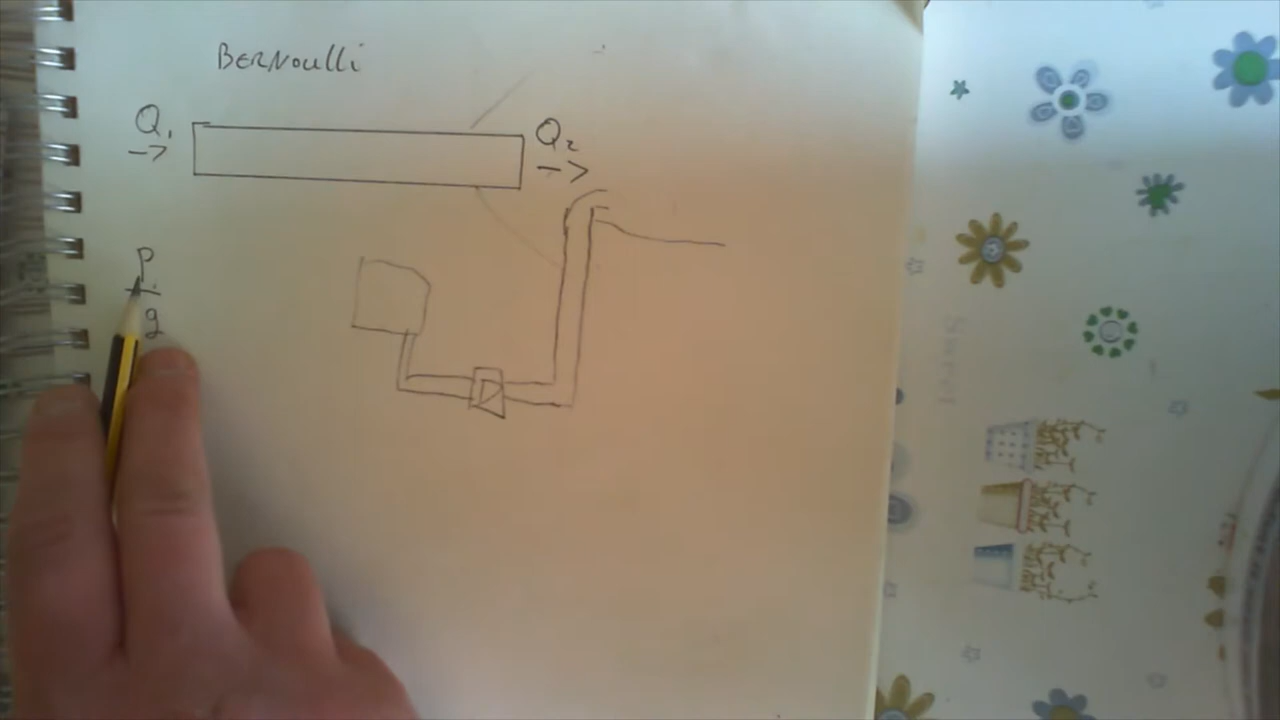 BERNoulli
Q₁ Q₂
-> ->
P
g